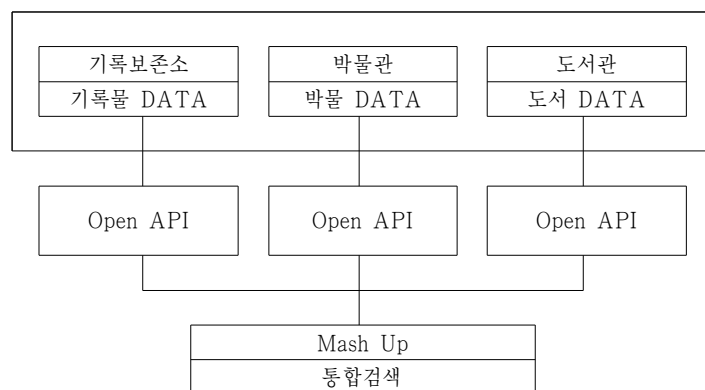 기록보존소 박물관 도서관
기록물 DATA 박물 DATA 도서 DATA
Open API Open API Open API
Mash Up
통합검색